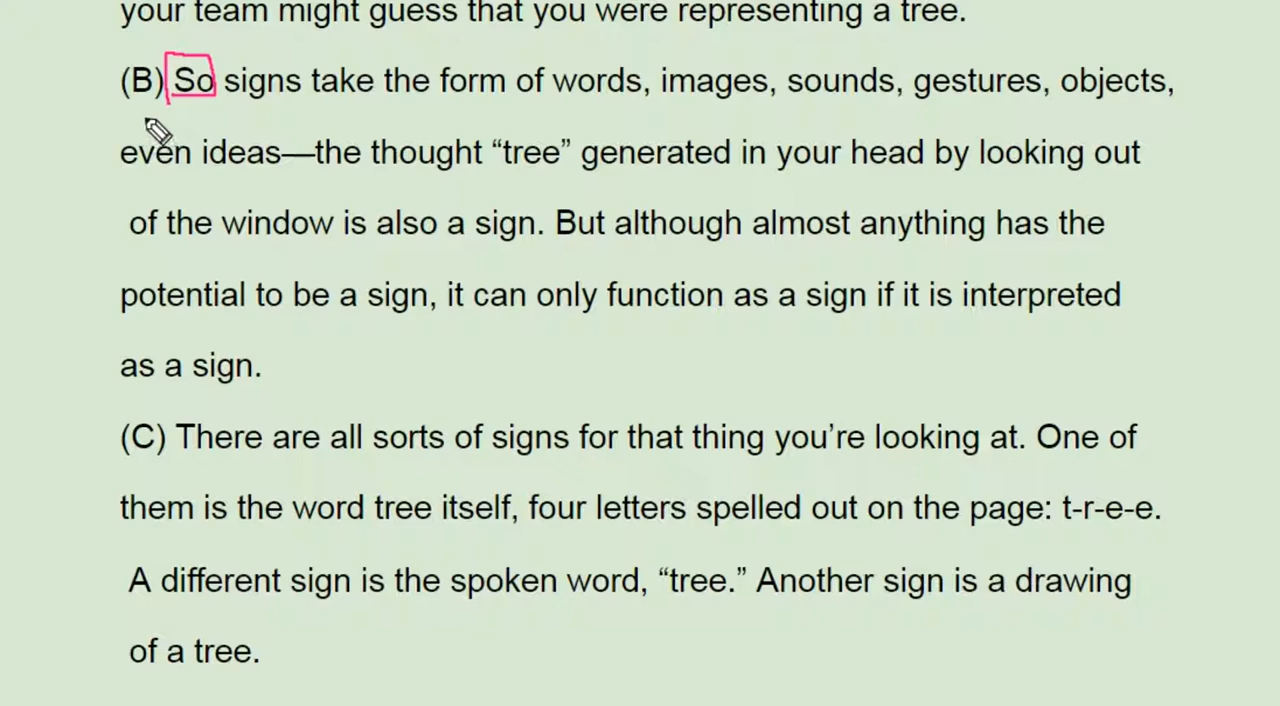 your team might guess that you were representing a tree.
(B) So signs take the form of words, images, sounds, gestures, objects,
even ideas—the thought “tree” generated in your head by looking out
of the window is also a sign. But although almost anything has the
potential to be a sign, it can only function as a sign if it is interpreted
as a sign.
(C) There are all sorts of signs for that thing you’re looking at. One of
them is the word tree itself, four letters spelled out on the page: t-r-e-e.
A different sign is the spoken word, “tree.” Another sign is a drawing
of a tree.